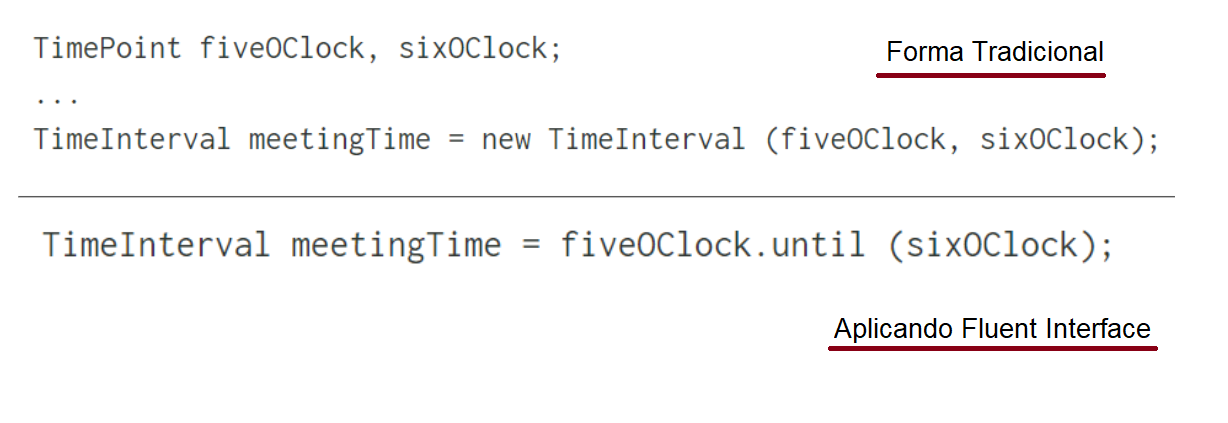 TimePoint fiveOClock, sixOClock;
Forma Tradicional
...
TimeInterval meetingTime = new TimeInterval (fiveOClock, sixOClock);
TimeInterval meetingTime = fiveOClock.until (sixOClock);
Aplicando Fluent Interface